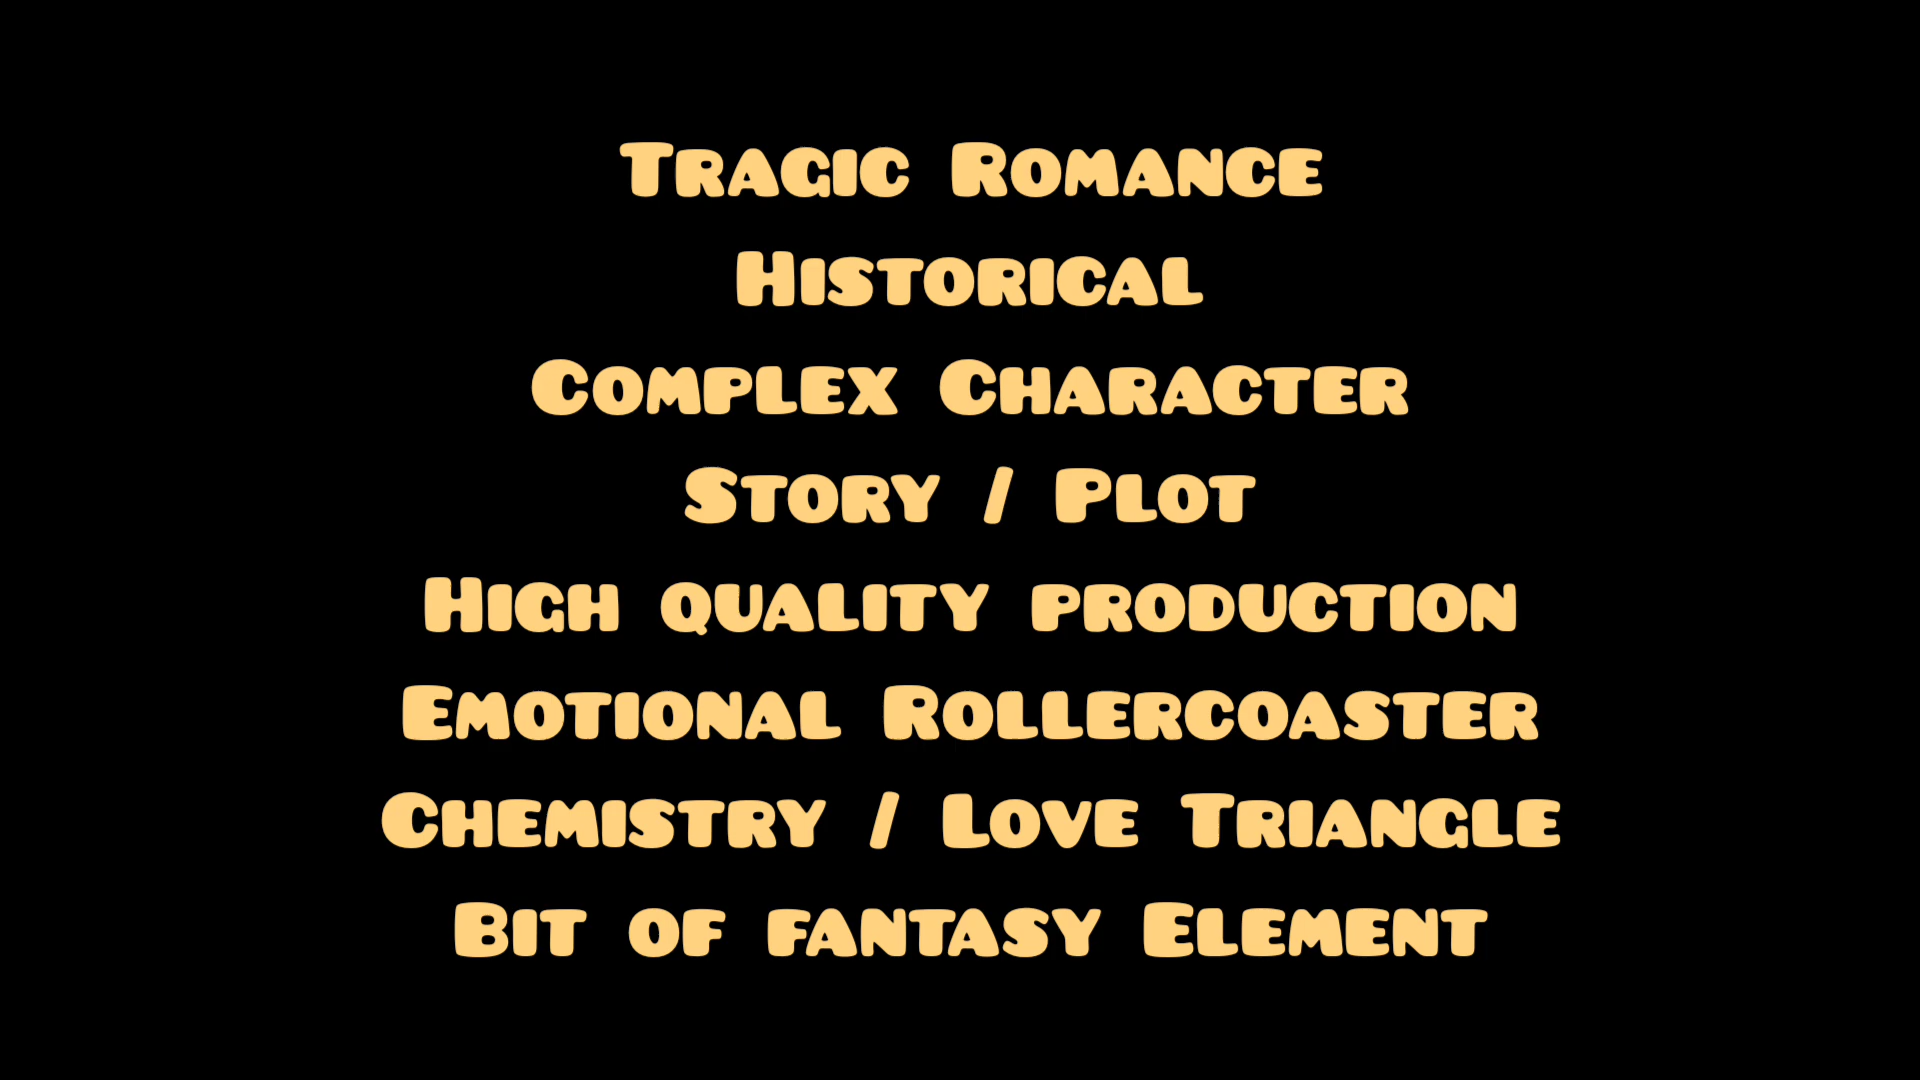 Tragic Romance
Historical
Complex Character
Story / Plot
High quality production
Emotional Rollercoaster
Chemistry / Love Triangle
Bit of fantasy Element